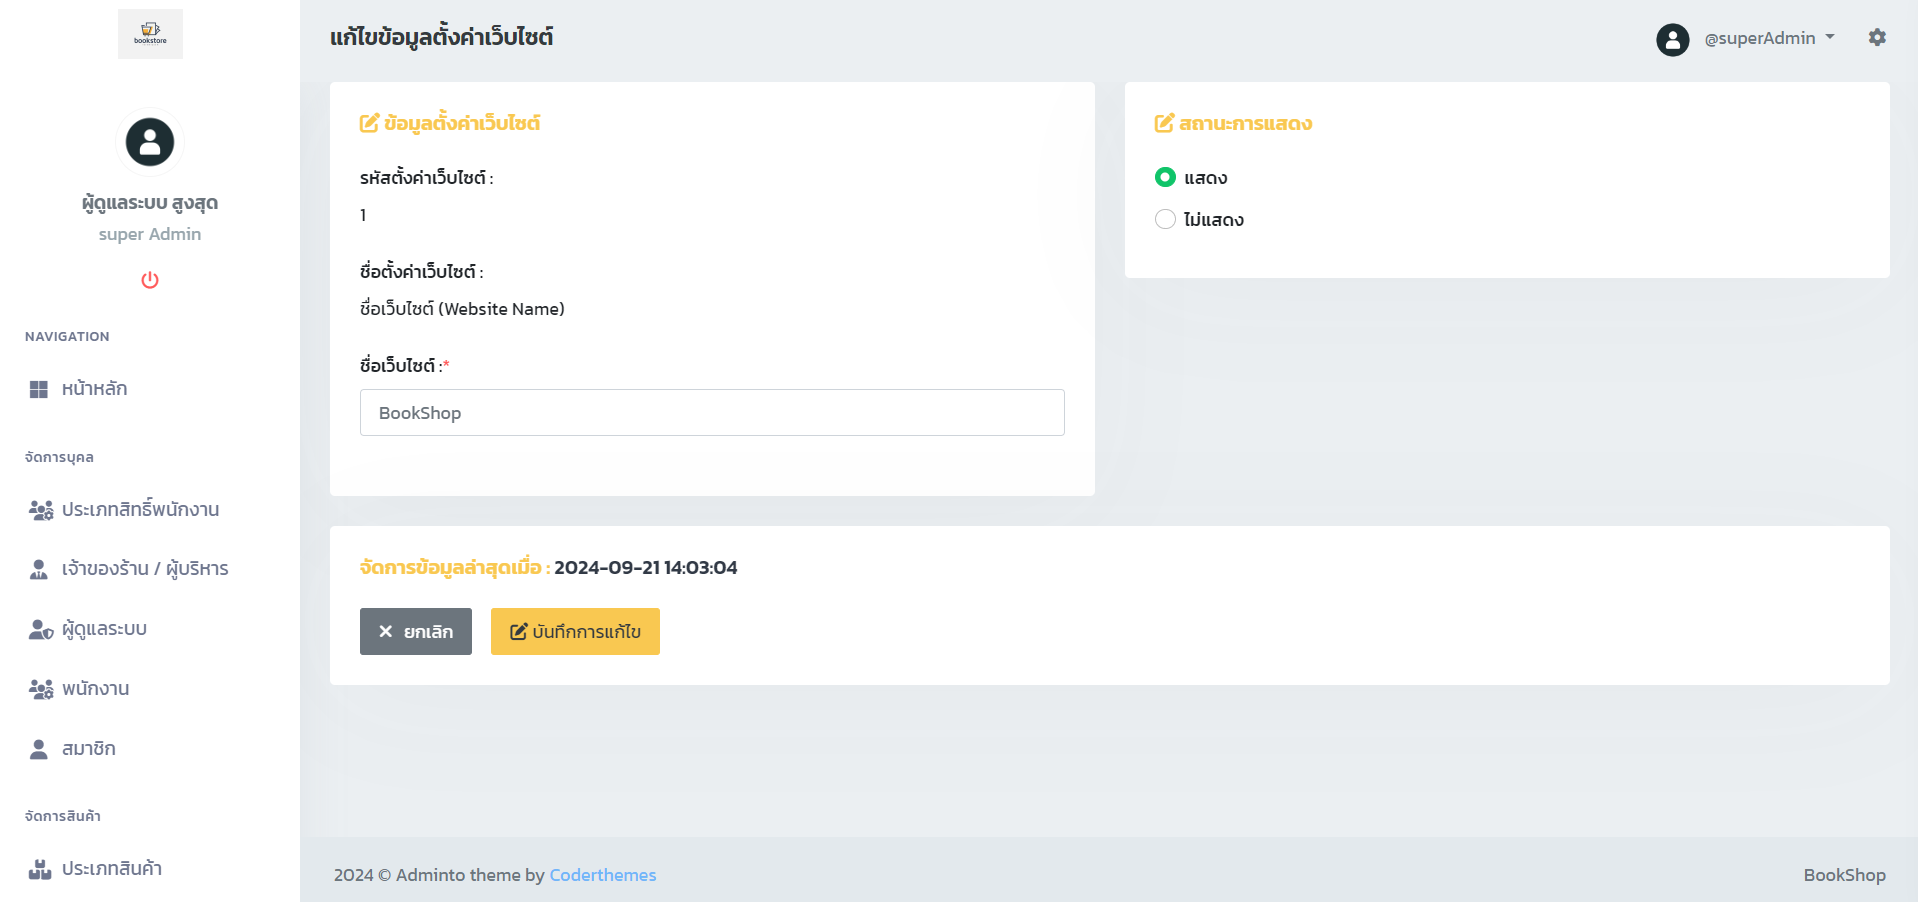 bookstore
ผู้ดูแลระบบ สูงสุด
super Admin
NAVIGATION
หน้าหลัก
จัดการบุคล
ประเภทสิทธิ์พนักงาน
เจ้าของร้าน / ผู้บริหาร
ผู้ดูแลระบบ
พนักงาน
สมาชิก
จัดการสินค้า
ประเภทสินค้า
แก้ไขข้อมูลตั้งค่าเว็บไซต์
@superAdmin
ข้อมูลตั้งค่าเว็บไซต์
รหัสตั้งค่าเว็บไซต์ :
1
ชื่อตั้งค่าเว็บไซต์ :
ชื่อเว็บไซต์ (Website Name)
ชื่อเว็บไซต์ :*
BookShop
สถานะการแสดง
แสดง
ไม่แสดง
จัดการข้อมูลล่าสุดเมื่อ : 2024-09-21 14:03:04
ยกเลิก
บันทึกการแก้ไข
2024 © Adminto theme by Coderthemes
BookShop